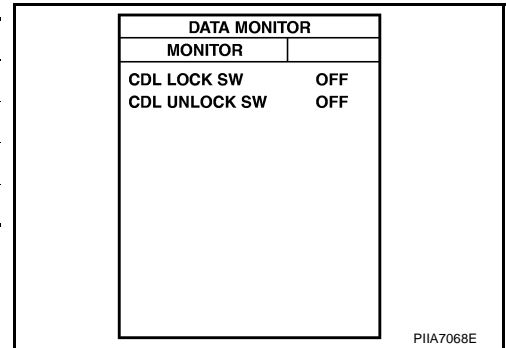 DATA MONITOR
MONITOR
CDL LOCK SW OFF
CDL UNLOCK SW OFF
PIIA7068E